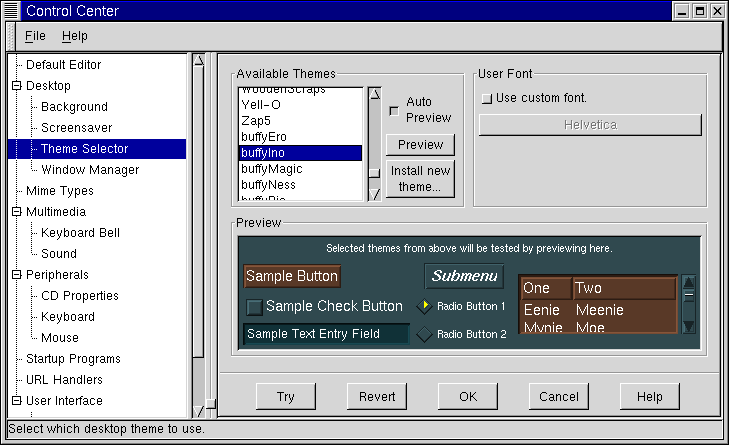 Control Center
File Help
Default Editor
Desktop
Background
Screensaver
Theme Selector
Window Manager
Mime Types
Multimedia
Keyboard Bell
Sound
Peripherals
CD Properties
Keyboard
Mouse
Startup Programs
URL Handlers
User Interface
Available Themes
WoodenScraps
Yell-O
Zap5
buffyEro
buffyIno
buffyMagic
buffyNess
Auto
Preview
Preview
Install new
theme...
User Font
Use custom font.
Helvetica
Preview
Selected themes from above will be tested by previewing here.
Sample Button
Submenu
Sample Check Button
Radio Button 1
Sample Text Entry Field
Radio Button 2
One Two
Eenie Meenie
Mynie Moe
Try Revert OK Cancel Help
Select which desktop theme to use.